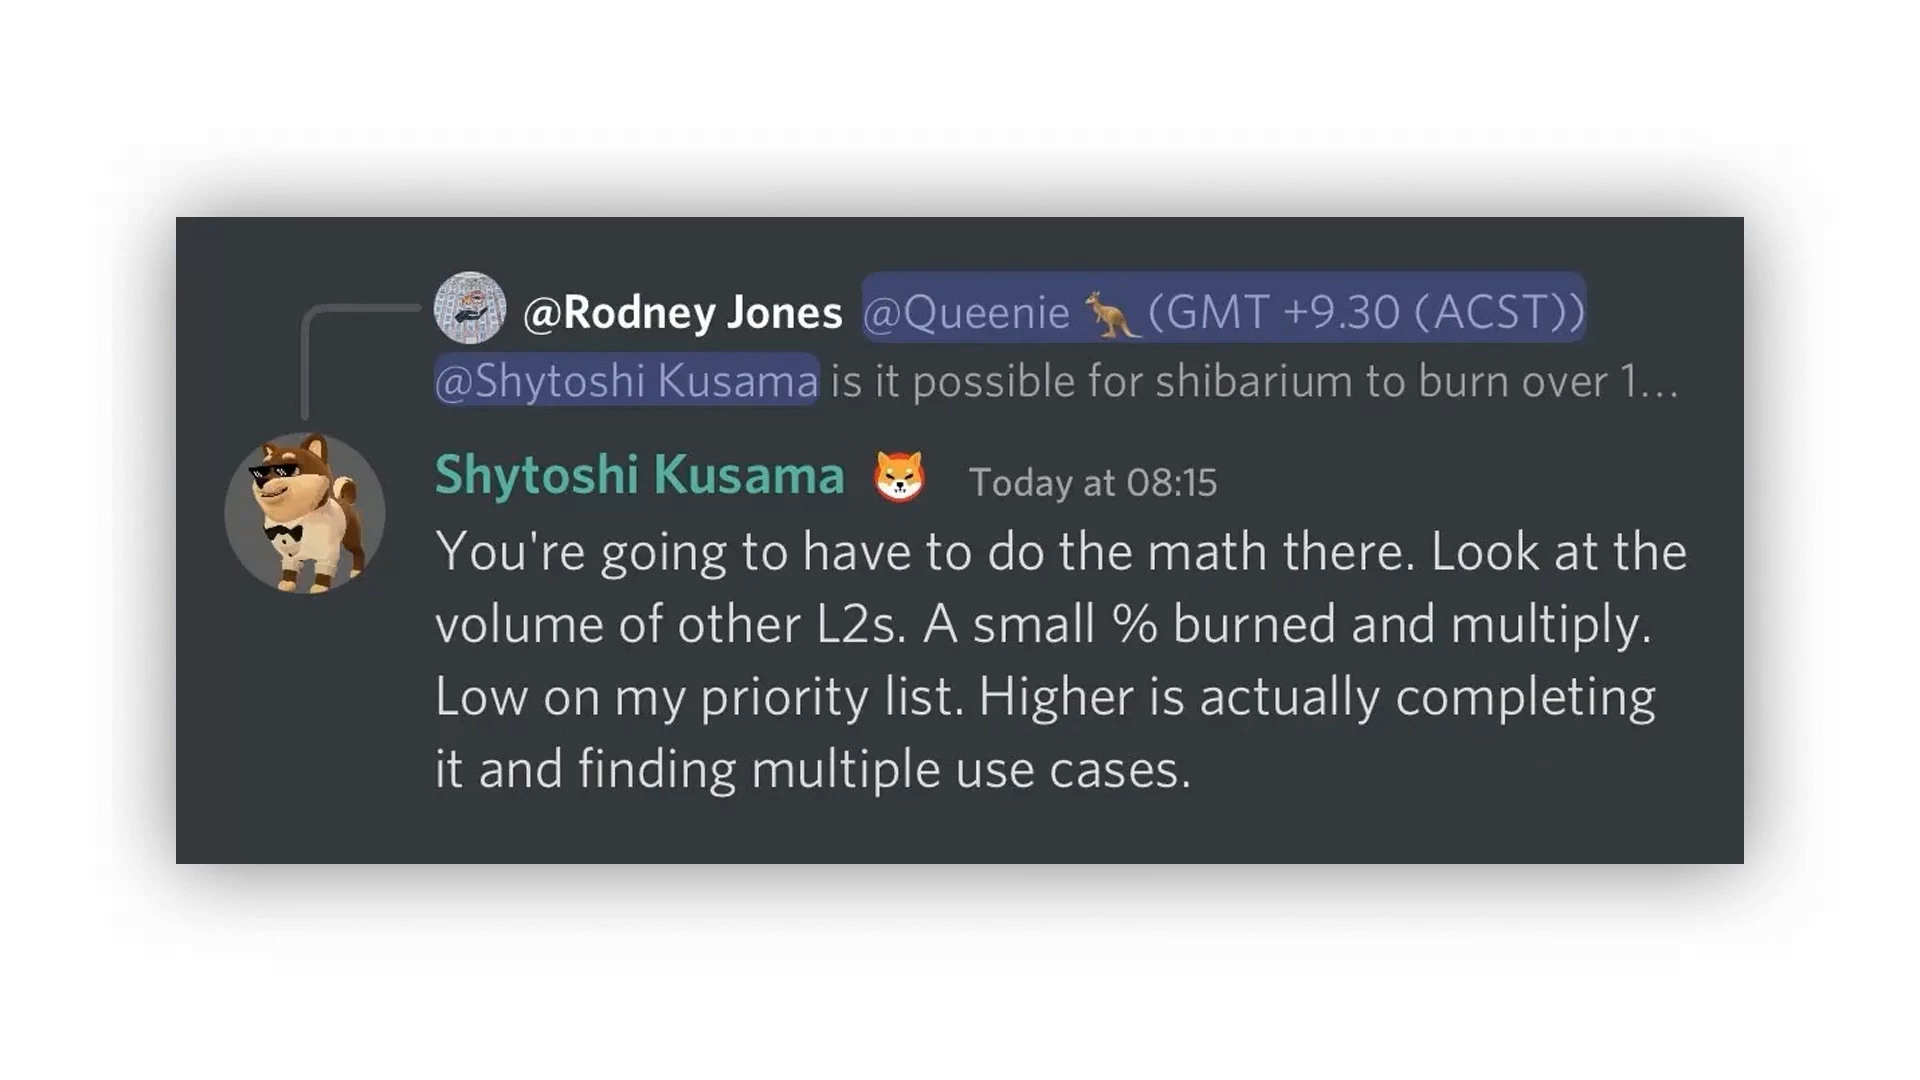 @Rodney Jones @Queenie 🦘 (GMT +9.30 (ACST))
@Shytoshi Kusama is it possible for shibarium to burn over 1...
Shytoshi Kusama Today at 08:15
You're going to have to do the math there. Look at the
volume of other L2s. A small % burned and multiply.
Low on my priority list. Higher is actually completing
it and finding multiple use cases.